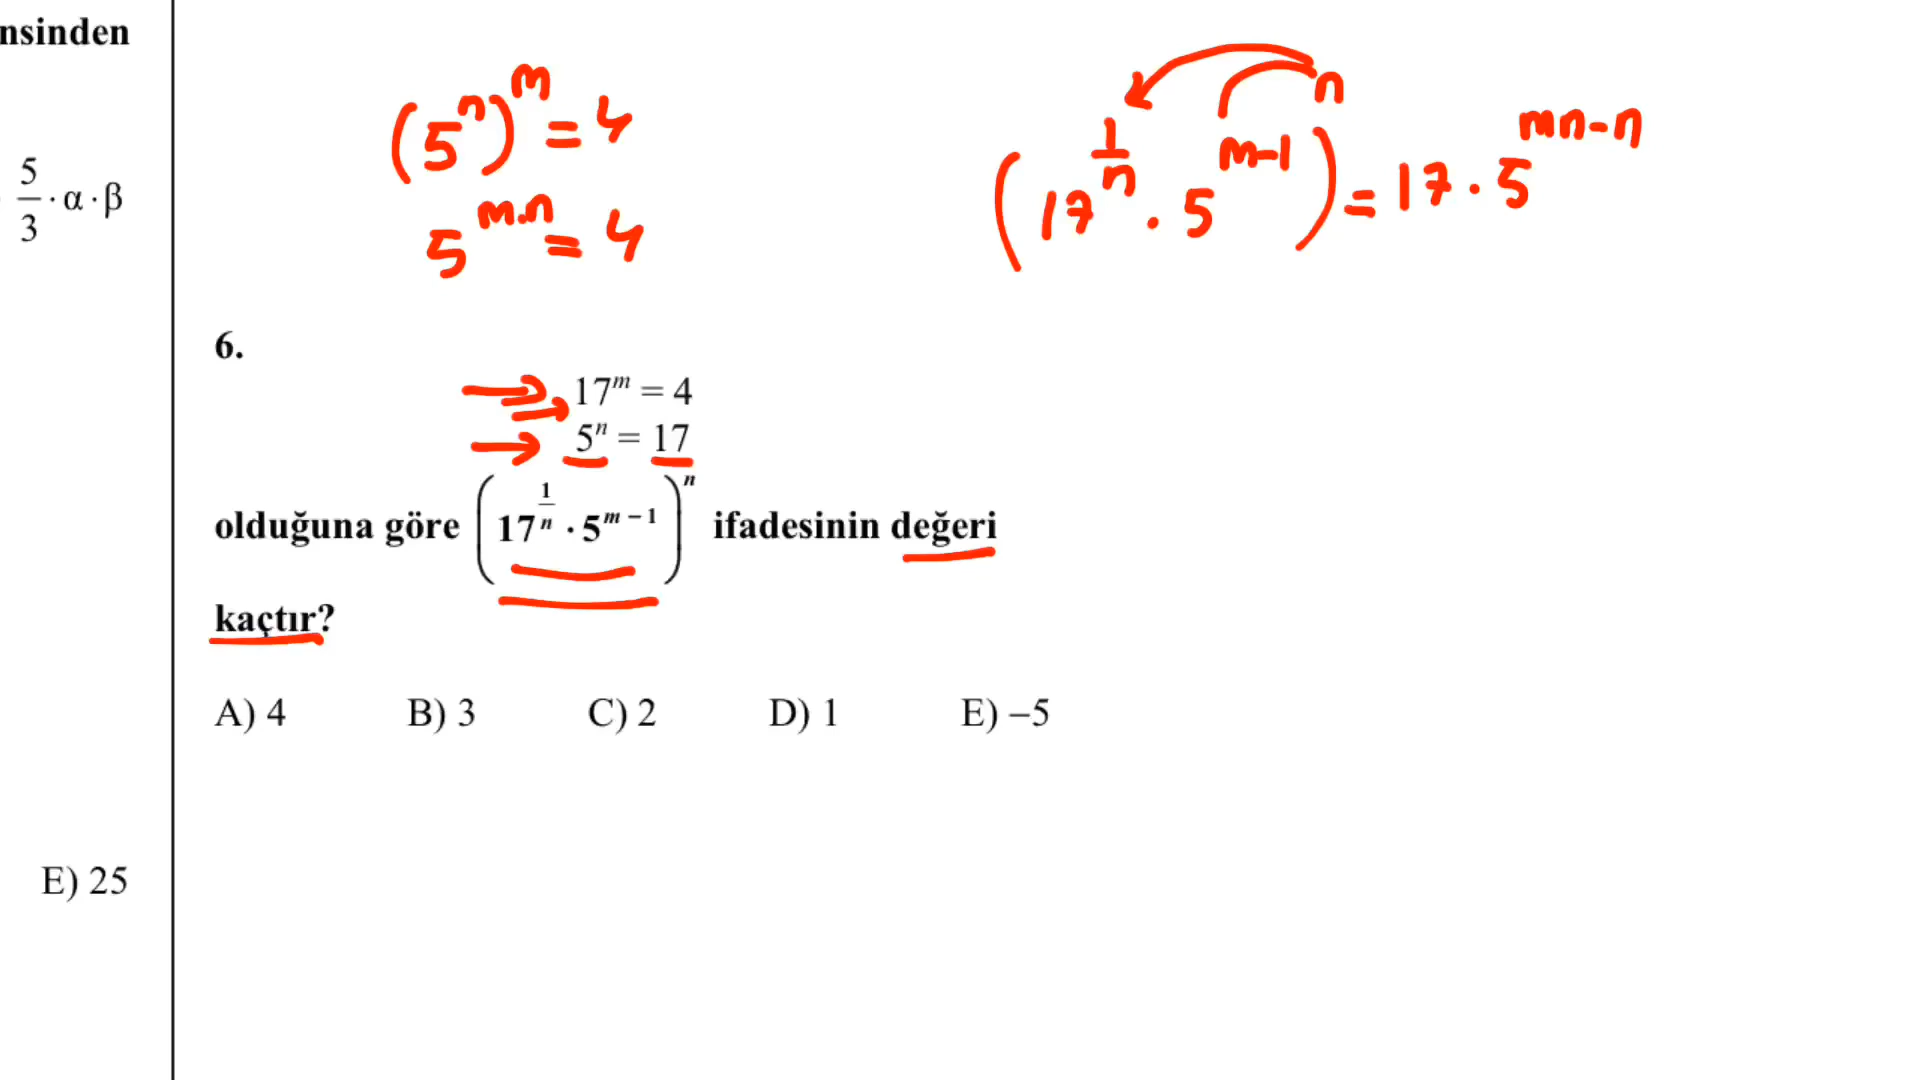 nsinden
5/3 · α · β
E) 25
(5ⁿ)ᵐ = 4
5ᵐ·ⁿ = 4
(17^(1/n) · 5^(m-1))^n = 17 · 5^(mn-n)
6.
17ᵐ = 4
5ⁿ = 17
olduğuna göre (17^(1/n) · 5^(m – 1))^n ifadesinin değeri
kaçtır?
A) 4 B) 3 C) 2 D) 1 E) –5